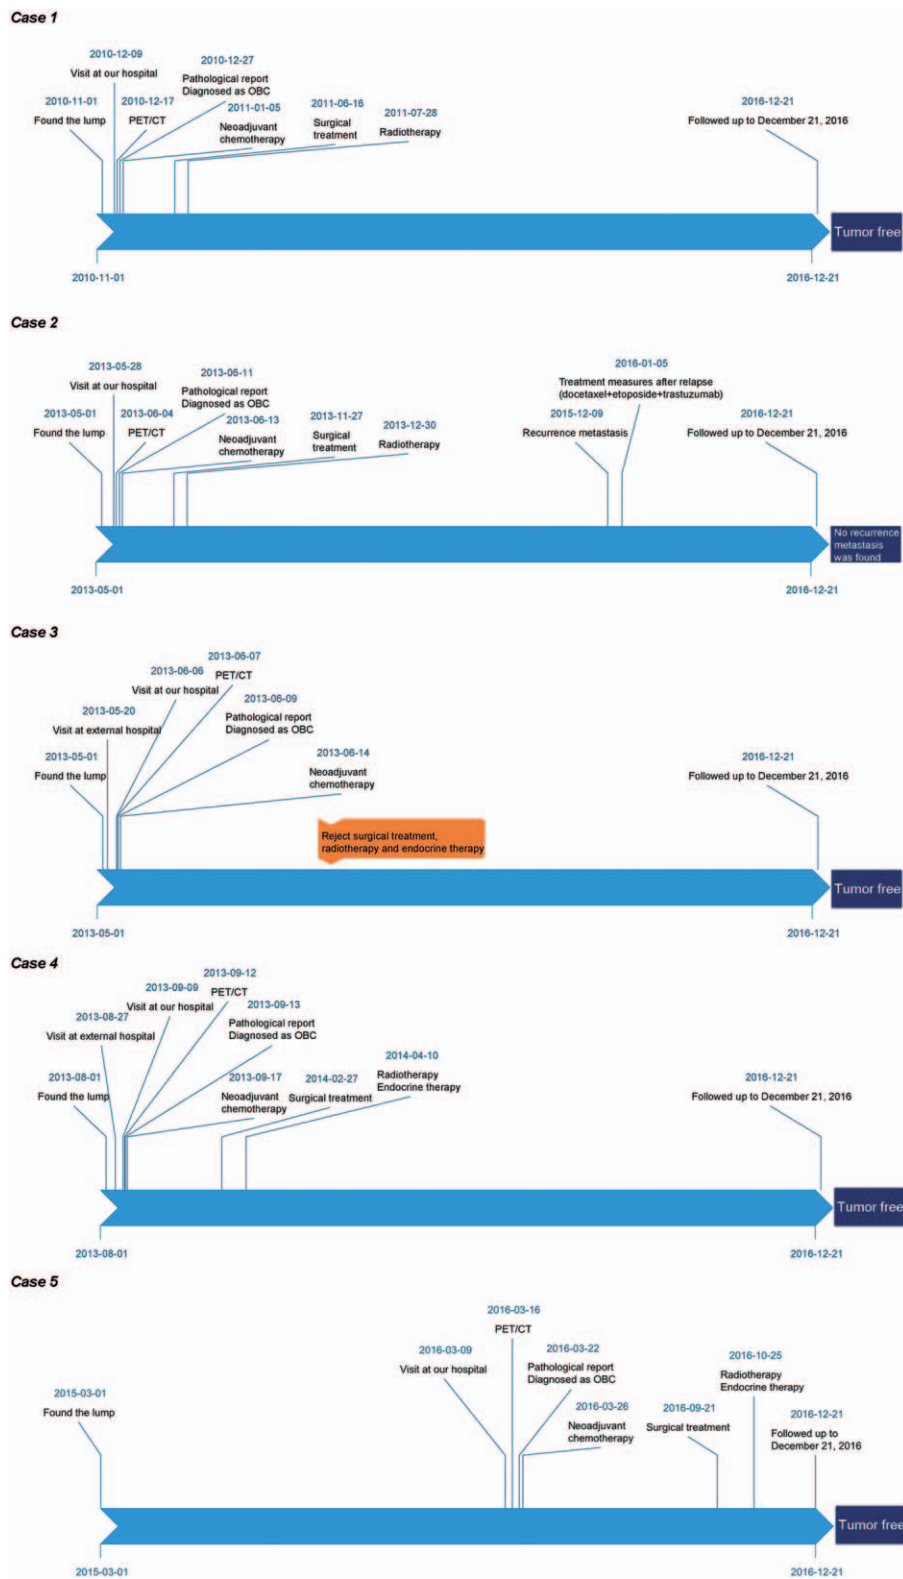 Case 1
2010-12-09
Visit at our hospital
2010-12-27
Pathological report
Diagnosed as OBC
2010-11-01
Found the lump
2010-12-17
PET/CT
2011-01-05
Neoadjuvant
chemotherapy
2011-06-16
Surgical
treatment
2011-07-28
Radiotherapy
2016-12-21
Followed up to December 21, 2016
Tumor free
2010-11-01
2016-12-21
Case 2
2013-05-28
Visit at our hospital
2013-06-11
Pathological report
Diagnosed as OBC
2013-05-01
Found the lump
2013-06-04
PET/CT
2013-06-13
Neoadjuvant
chemotherapy
2013-11-27
Surgical
treatment
2013-12-30
Radiotherapy
2016-01-05
Treatment measures after relapse
(docetaxel+etoposide+trastuzumab)
2015-12-09
Recurrence metastasis
2016-12-21
Followed up to December 21, 2016
No recurrence
metastasis
was found
2013-05-01
2016-12-21
Case 3
2013-06-07
PET/CT
2013-06-06
Visit at our hospital
2013-06-09
Pathological report
Diagnosed as OBC
2013-05-20
Visit at external hospital
2013-05-01
Found the lump
2013-06-14
Neoadjuvant
chemotherapy
Reject surgical treatment,
radiotherapy and endocrine therapy
2016-12-21
Followed up to December 21, 2016
Tumor free
2013-05-01
2016-12-21
Case 4
2013-09-12
PET/CT
2013-09-09
Visit at our hospital
2013-09-13
Pathological report
Diagnosed as OBC
2013-08-27
Visit at external hospital
2013-08-01
Found the lump
2013-09-17
Neoadjuvant
chemotherapy
2014-02-27
Surgical treatment
2014-04-10
Radiotherapy
Endocrine therapy
2016-12-21
Followed up to December 21, 2016
Tumor free
2013-08-01
2016-12-21
Case 5
2016-03-16
PET/CT
2016-03-09
Visit at our hospital
2016-03-22
Pathological report
Diagnosed as OBC
2015-03-01
Found the lump
2016-03-26
Neoadjuvant
chemotherapy
2016-09-21
Surgical treatment
2016-10-25
Radiotherapy
Endocrine therapy
2016-12-21
Followed up to
December 21, 2016
Tumor free
2015-03-01
2016-12-21